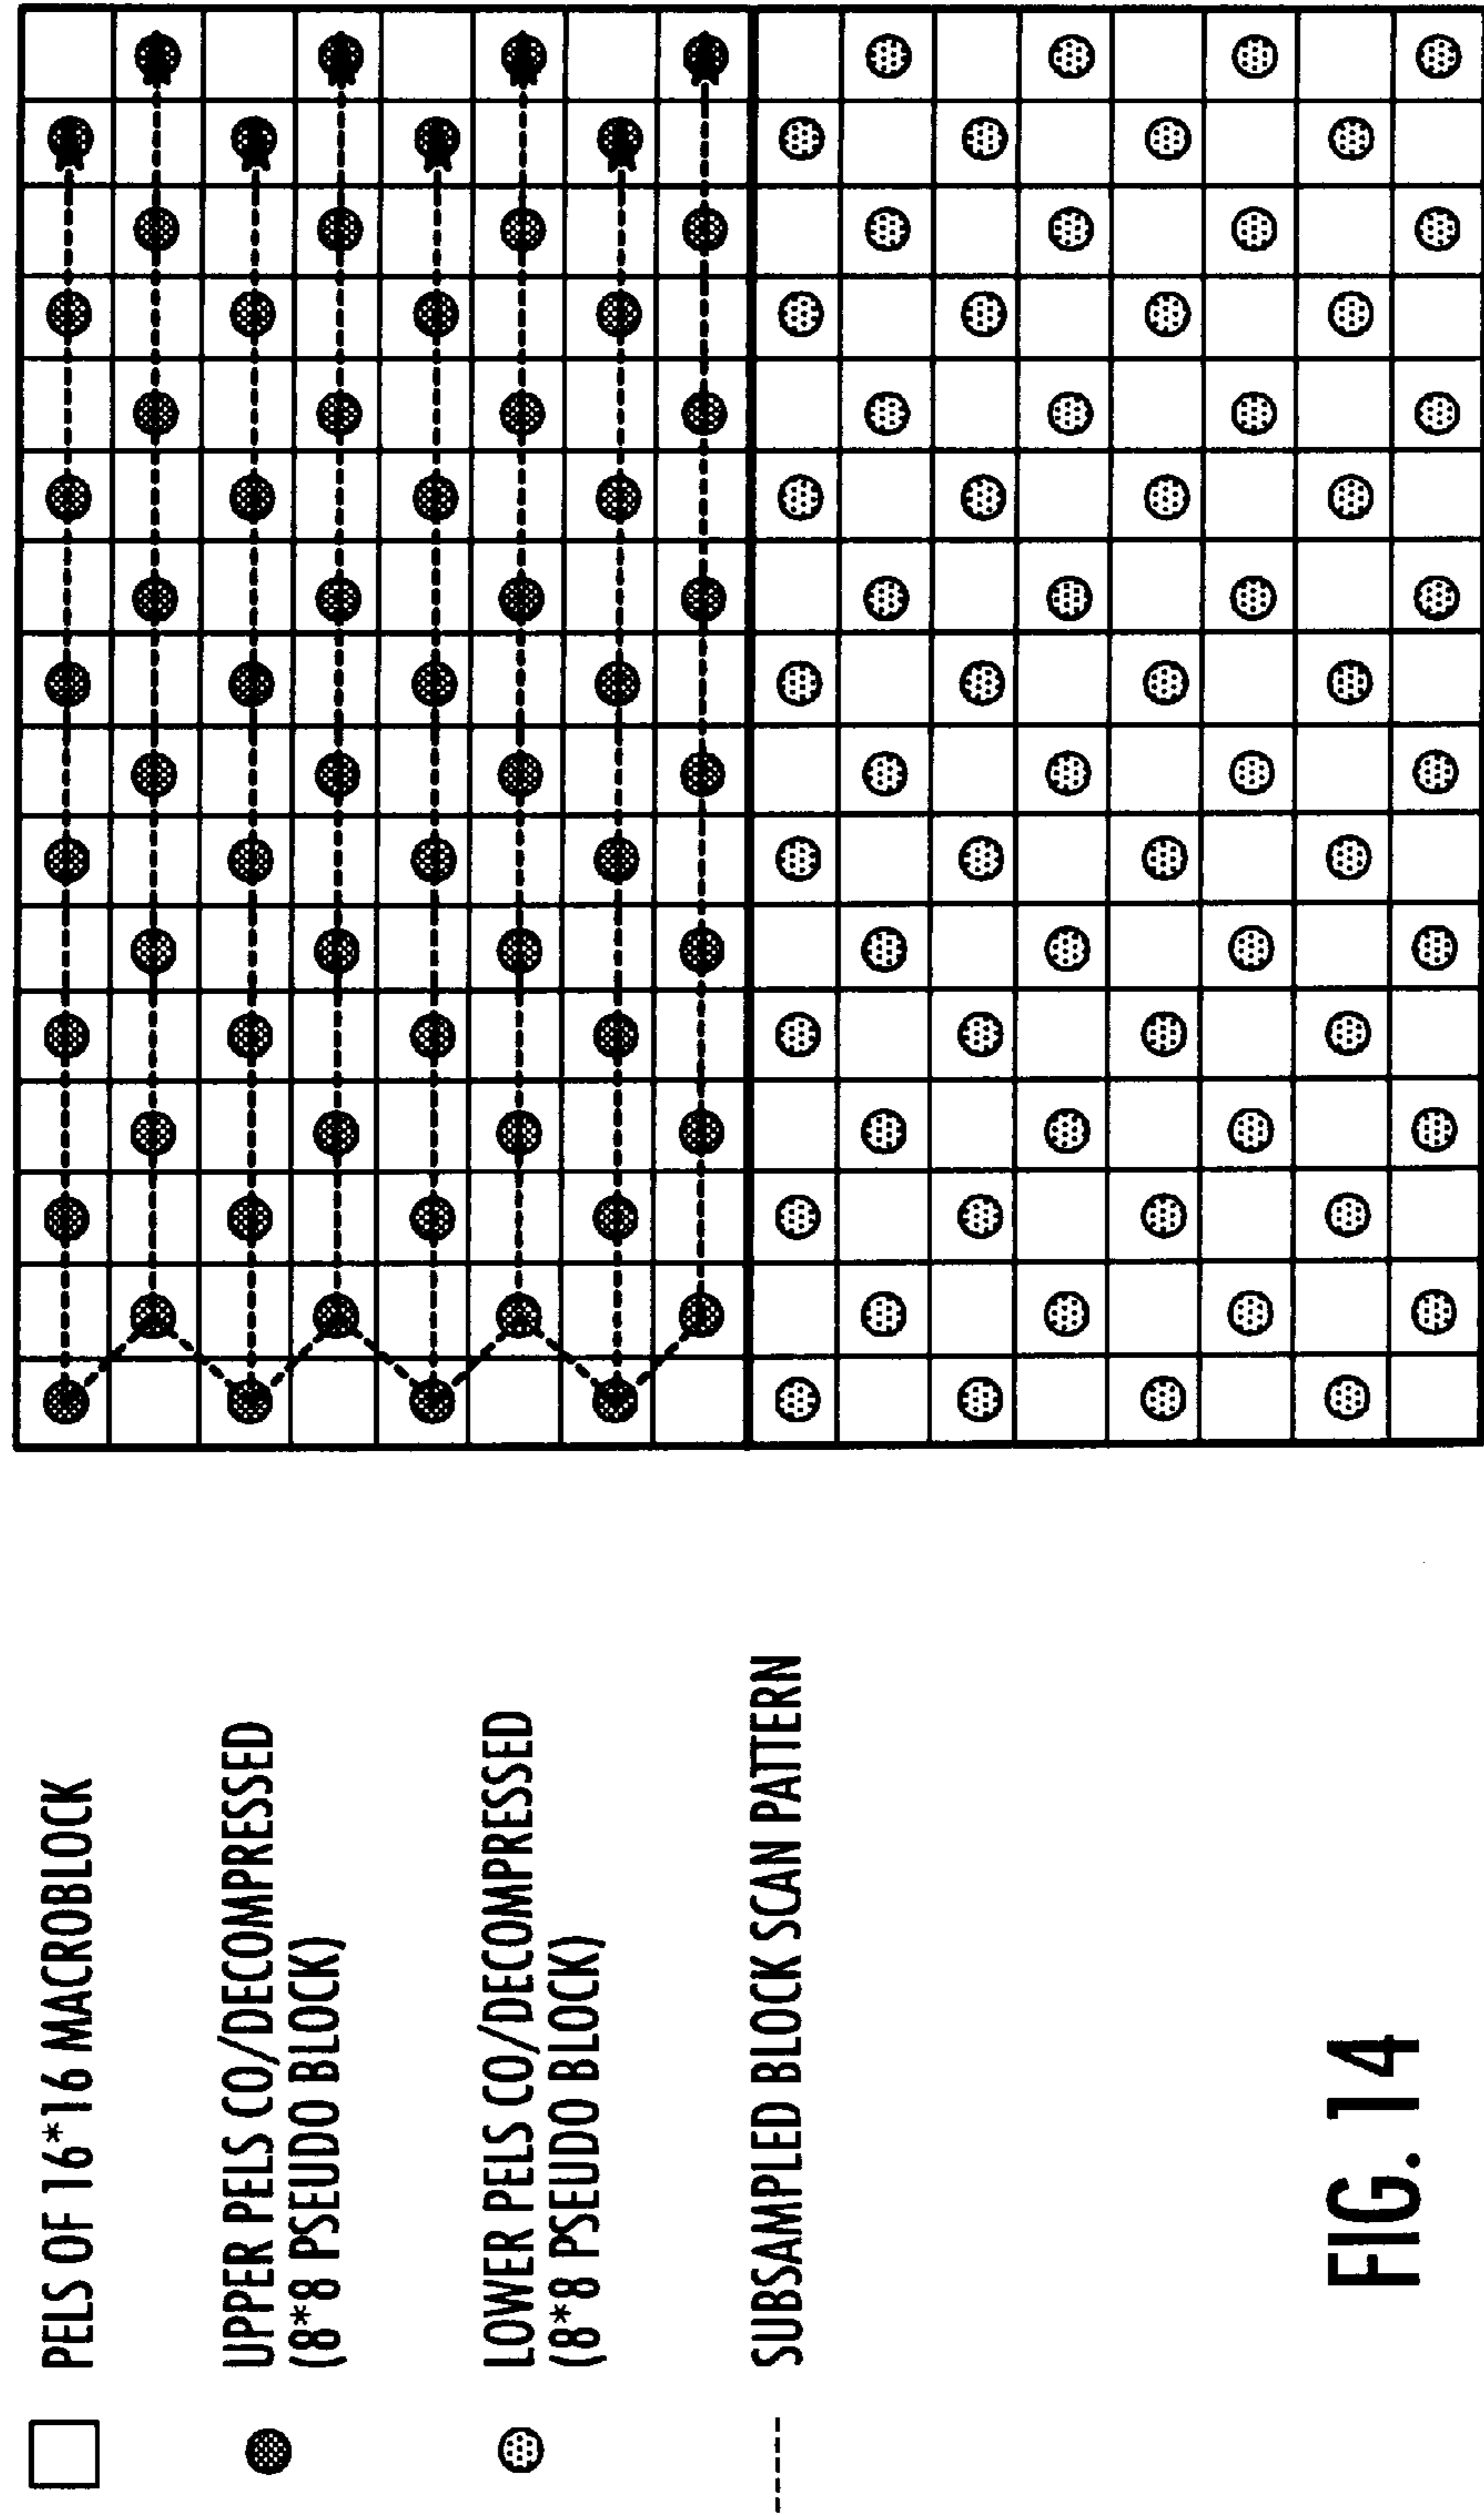 PELS OF 16*16 MACROBLOCK
UPPER PELS CO/DECOMPRESSED
(8*8 PSEUDO BLOCK)
LOWER PELS CO/DECOMPRESSED
(8*8 PSEUDO BLOCK)
SUBSAMPLED BLOCK SCAN PATTERN
FIG. 14